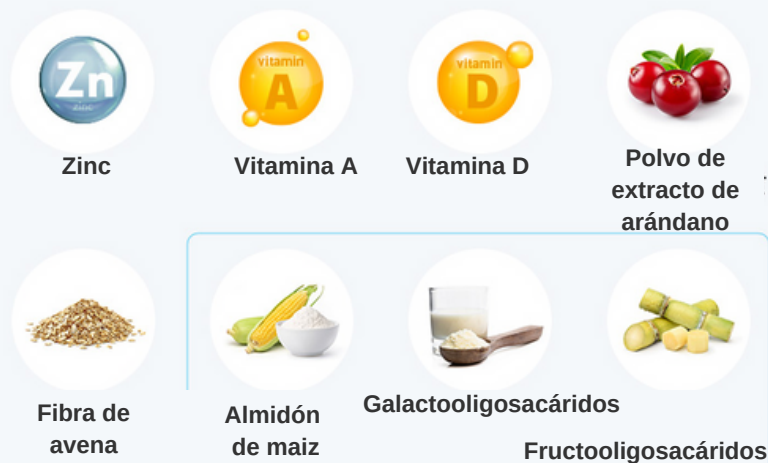 Zn
zinc
vitamin
A
vitamin
D
Zinc
Vitamina A
Vitamina D
Polvo de
extracto de
arándano
Fibra de
avena
Almidón
de maiz
Galactooligosacáridos
Fructooligosacáridos